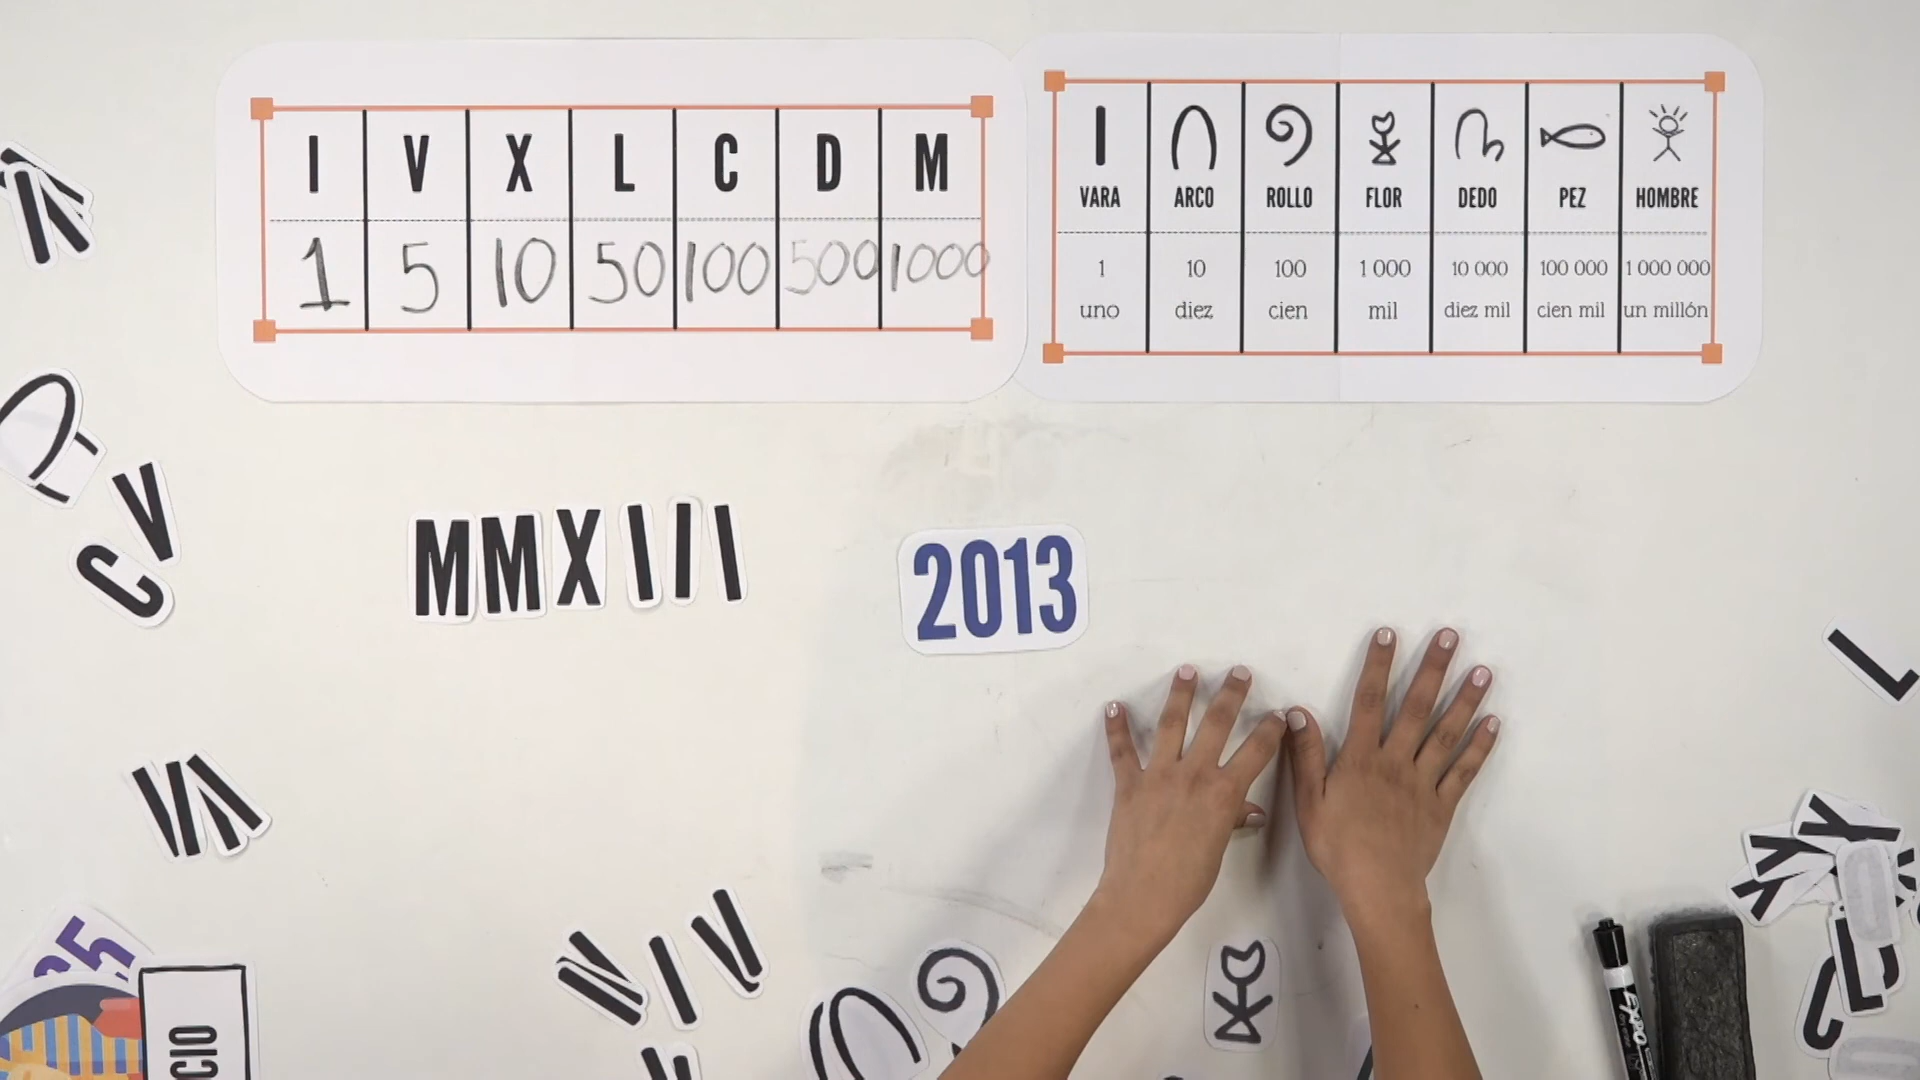 I V X L C D M
1 5 10 50 100 500 1000
VARA ARCO ROLLO FLOR DEDO PEZ HOMBRE
1 10 100 1 000 10 000 100 000 1 000 000
uno diez cien mil diez mil cien mil un millón
V
C
MMXIII
2013
L
EXPO
CIO